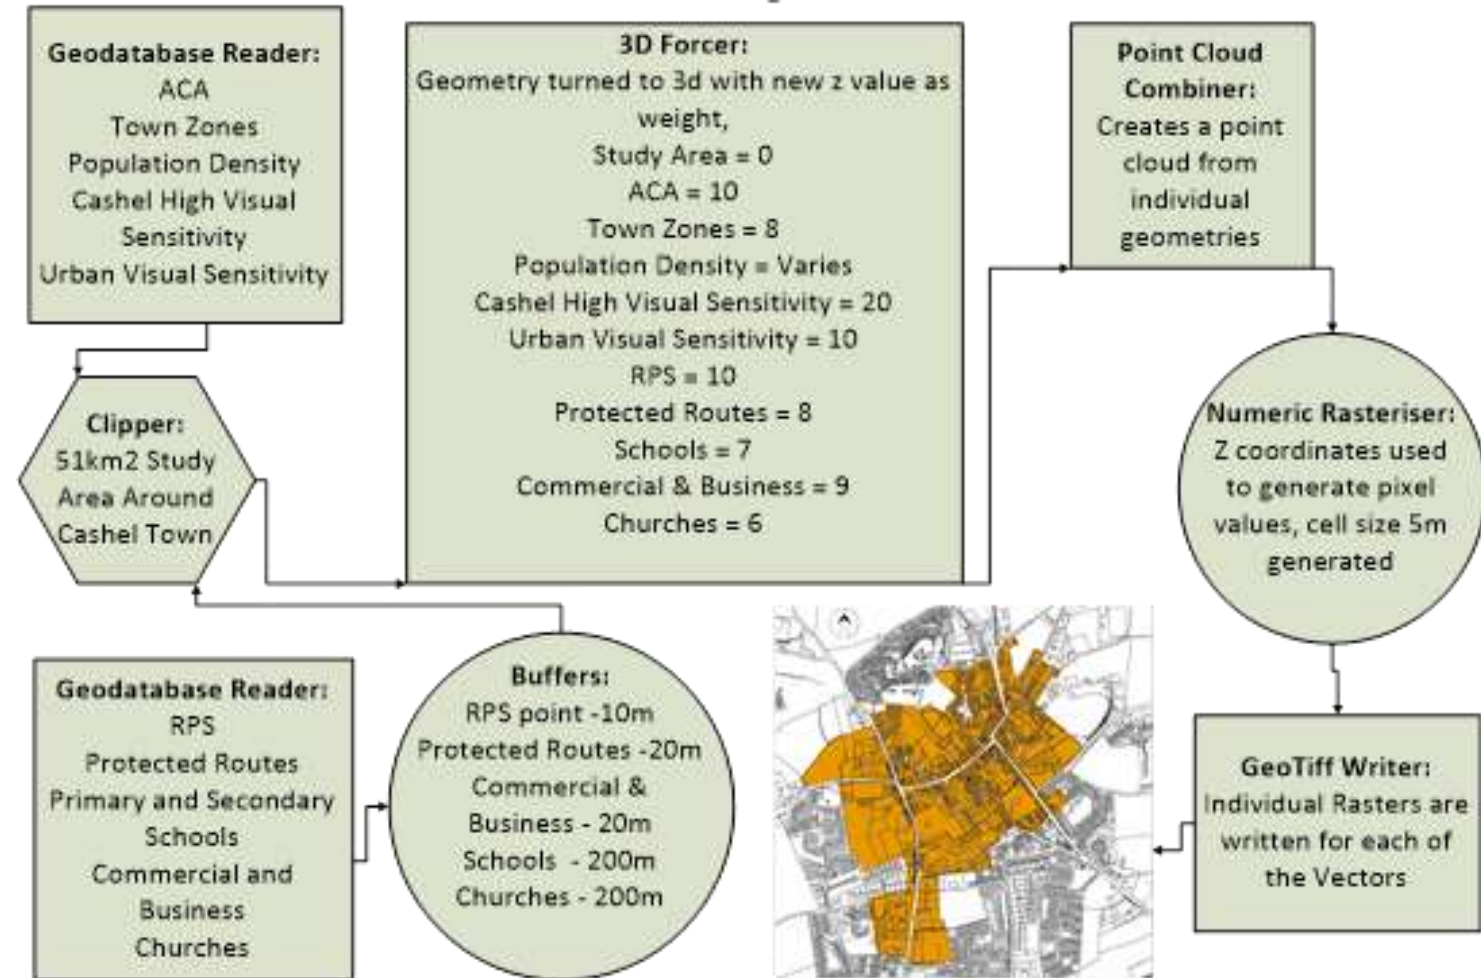 Geodatabase Reader:
ACA
Town Zones
Population Density
Cashel High Visual
Sensitivity
Urban Visual Sensitivity
Clipper:
51km2 Study
Area Around
Cashel Town
Geodatabase Reader:
RPS
Protected Routes
Primary and Secondary
Schools
Commercial and
Business
Churches
Buffers:
RPS point -10m
Protected Routes -20m
Commercial &
Business - 20m
Schools - 200m
Churches - 200m
3D Forcer:
Geometry turned to 3d with new z value as
weight,
Study Area = 0
ACA = 10
Town Zones = 8
Population Density = Varies
Cashel High Visual Sensitivity = 20
Urban Visual Sensitivity = 10
RPS = 10
Protected Routes = 8
Schools = 7
Commercial & Business = 9
Churches = 6
Point Cloud
Combiner:
Creates a point
cloud from
individual
geometries
Numeric Rasteriser:
Z coordinates used
to generate pixel
values, cell size 5m
generated
GeoTiff Writer:
Individual Rasters are
written for each of
the Vectors